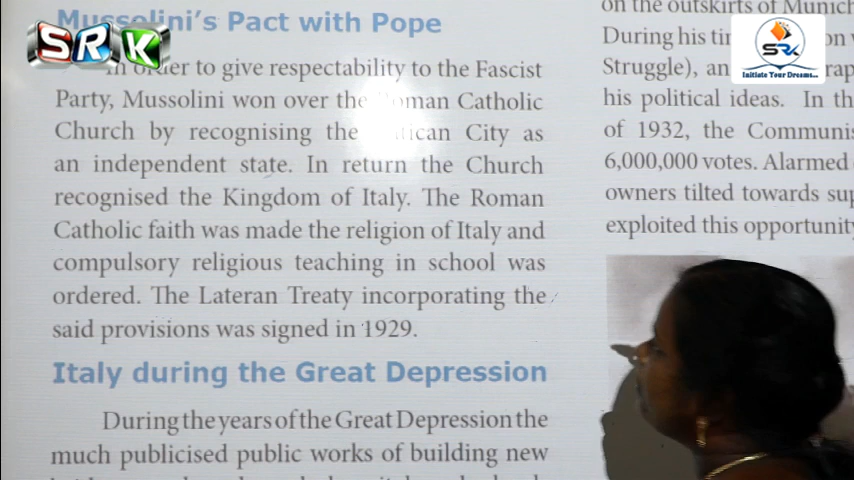 Mussolini's Pact with Pope
SRK
In order to give respectability to the Fascist
Party, Mussolini won over the Roman Catholic
Church by recognising the Vatican City as
an independent state. In return the Church
recognised the Kingdom of Italy. The Roman
Catholic faith was made the religion of Italy and
compulsory religious teaching in school was
ordered. The Lateran Treaty incorporating the
said provisions was signed in 1929.
Italy during the Great Depression
During the years of the Great Depression the
much publicised public works of building new
on the outskirts of Munich
During his
Struggle), an
his political ideas. In th
of 1932, the Communis
6,000,000 votes. Alarmed
owners tilted towards sup
exploited this opportunity
SRK
Initiate Your Dreams...